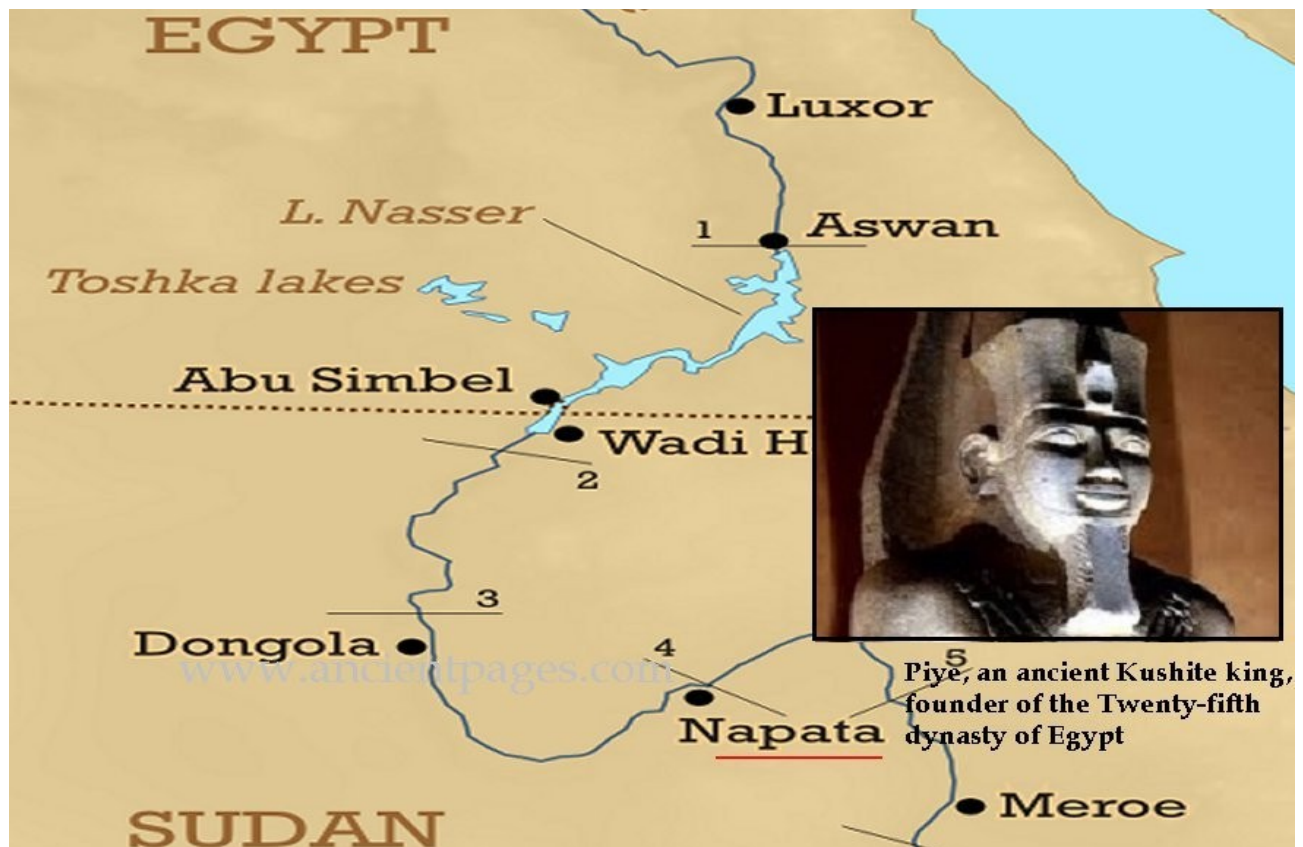 EGYPT
Luxor
L. Nasser
1
Aswan
Toshka lakes
Abu Simbel
Wadi H
2
3
Dongola
www.ancientpages.com
4
5
Napata
Piye, an ancient Kushite king,
founder of the Twenty-fifth
dynasty of Egypt
Meroe
SUDAN